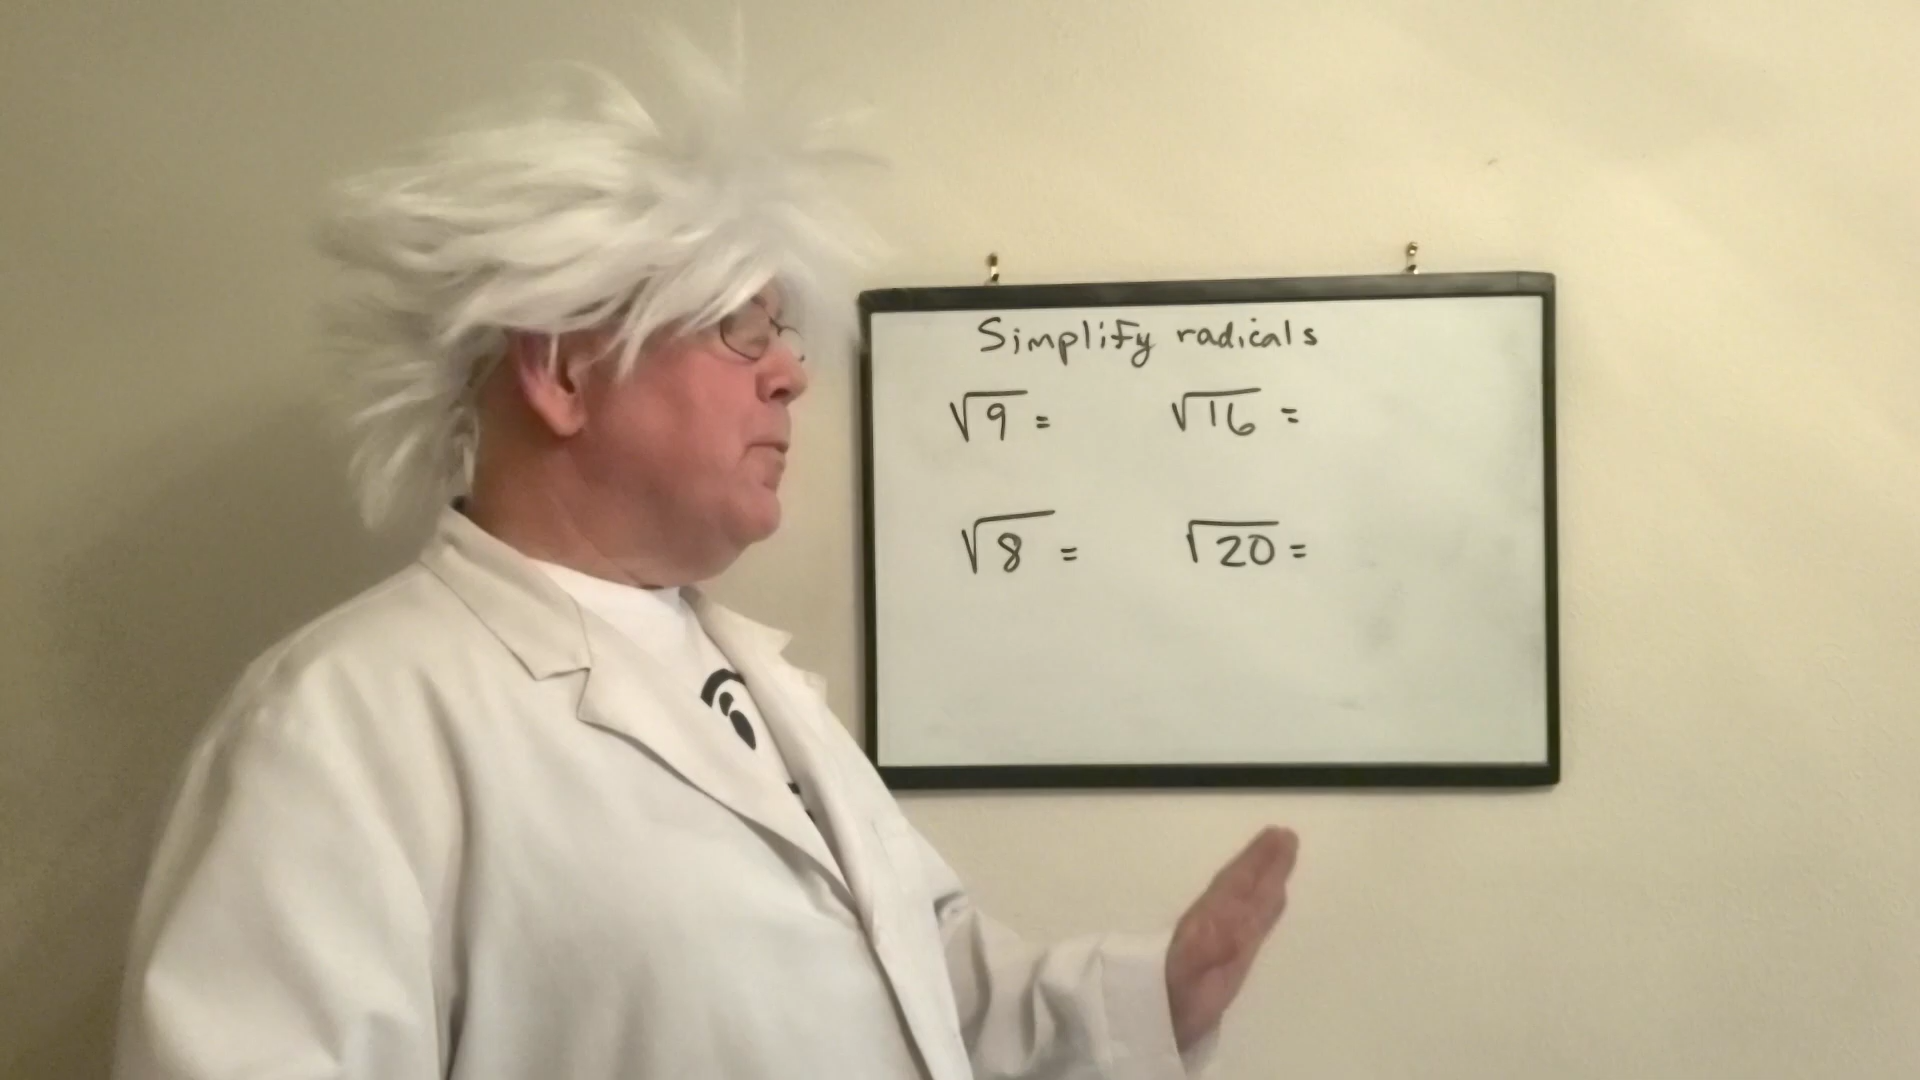 Simplify radicals
√9 = √16 =
√8 = √20 =